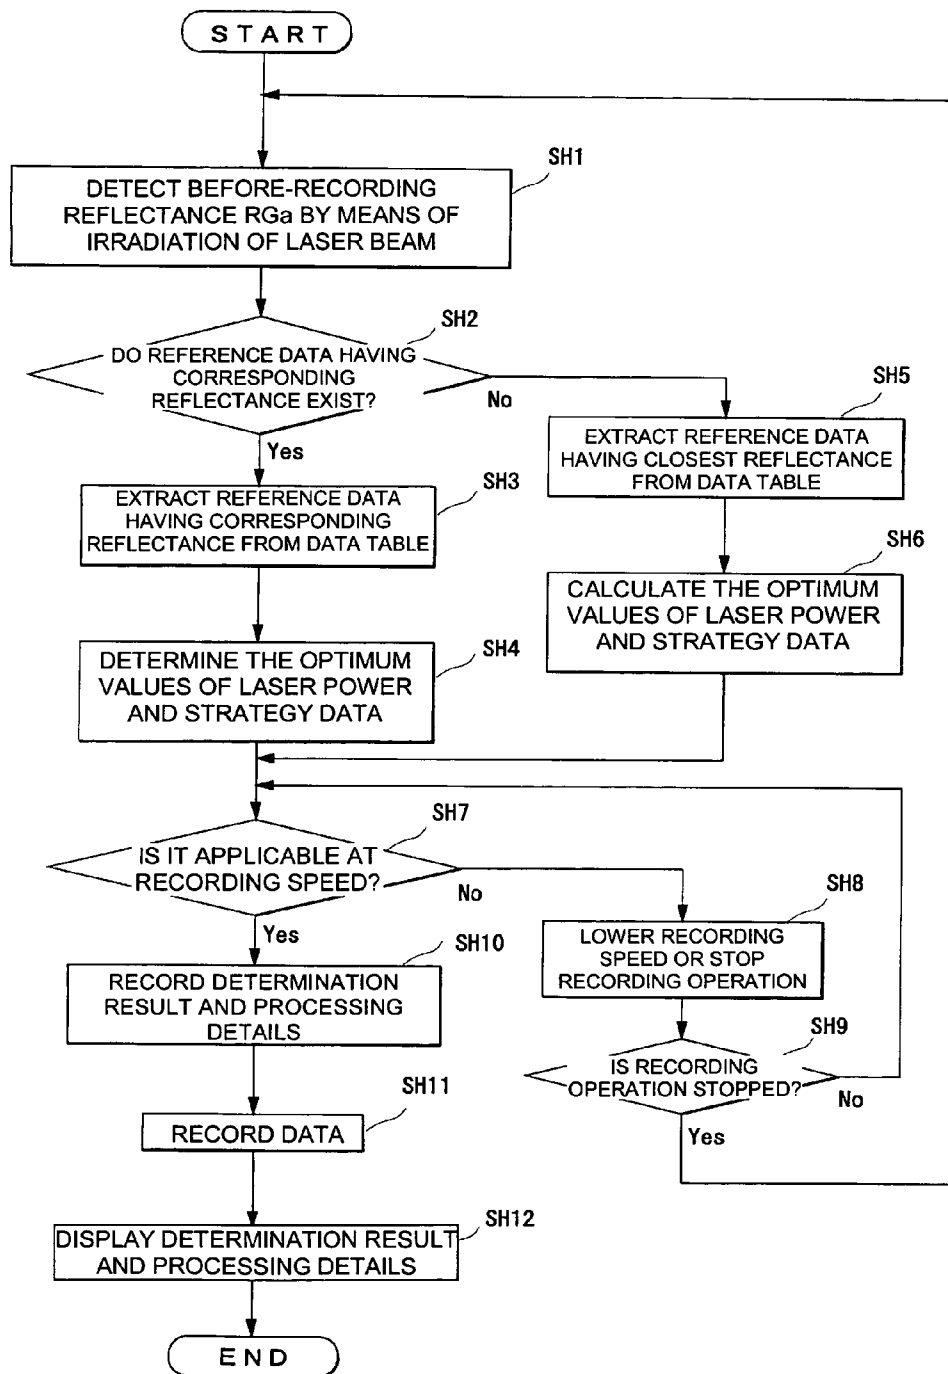 START
SH1
DETECT BEFORE-RECORDING
REFLECTANCE RGa BY MEANS OF
IRRADIATION OF LASER BEAM
SH2
DO REFERENCE DATA HAVING
CORRESPONDING
REFLECTANCE EXIST?
No
Yes
SH5
EXTRACT REFERENCE DATA
HAVING CLOSEST REFLECTANCE
FROM DATA TABLE
SH3
EXTRACT REFERENCE DATA
HAVING CORRESPONDING
REFLECTANCE FROM DATA TABLE
SH6
CALCULATE THE OPTIMUM
VALUES OF LASER POWER
AND STRATEGY DATA
SH4
DETERMINE THE OPTIMUM
VALUES OF LASER POWER
AND STRATEGY DATA
SH7
IS IT APPLICABLE AT
RECORDING SPEED?
No
Yes
SH8
LOWER RECORDING
SPEED OR STOP
RECORDING OPERATION
SH10
RECORD DETERMINATION
RESULT AND PROCESSING
DETAILS
SH9
IS RECORDING
OPERATION STOPPED?
No
Yes
SH11
RECORD DATA
SH12
DISPLAY DETERMINATION RESULT
AND PROCESSING DETAILS
END